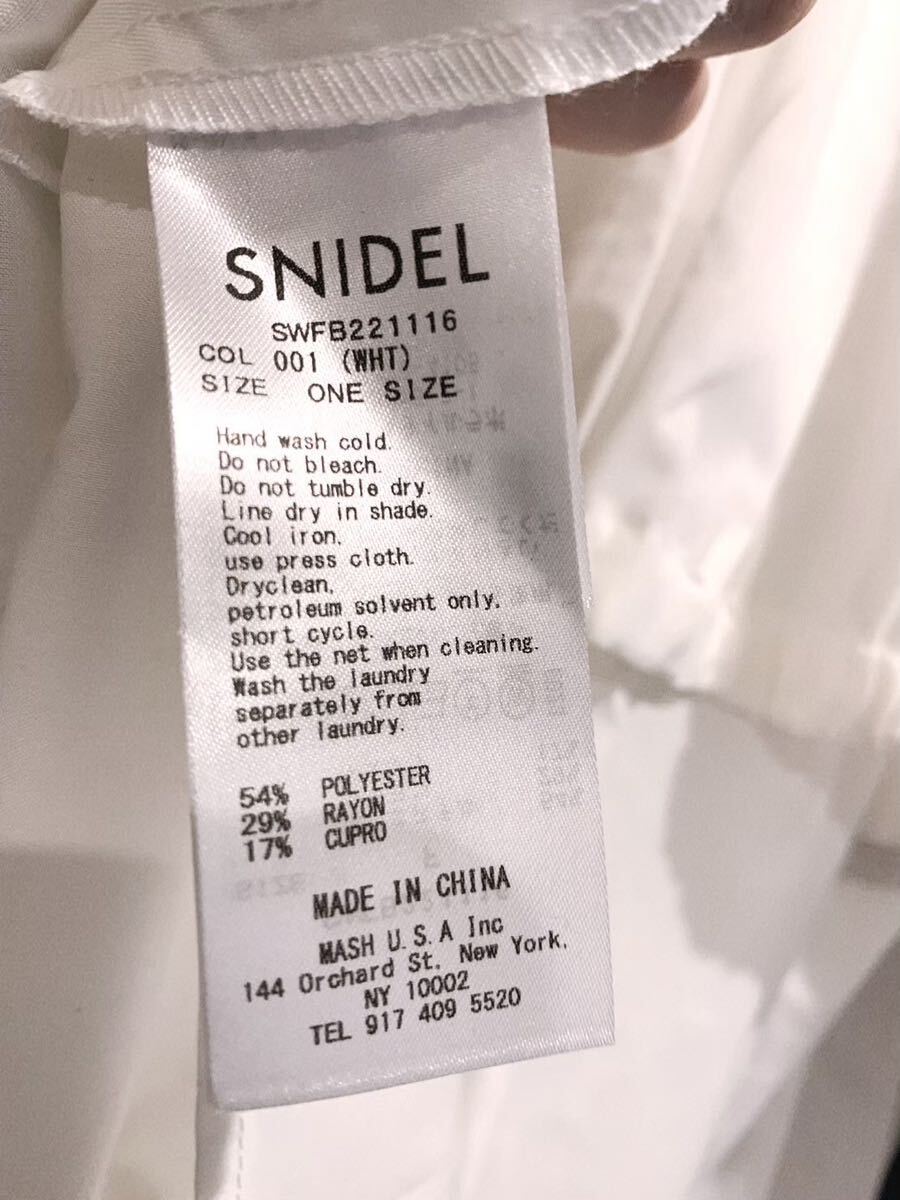 SNIDEL
SWFB221116
COL 001 (WHT)
SIZE ONE SIZE
Hand wash cold.
Do not bleach.
Do not tumble dry.
Line dry in shade.
Cool iron,
use press cloth.
Dryclean,
petroleum solvent only,
short cycle.
Use the net when cleaning.
Wash the laundry
separately from
other laundry.
54% POLYESTER
29% RAYON
17% CUPRO
MADE IN CHINA
MASH U.S.A Inc
144 Orchard St, New York,
NY 10002
TEL 917 409 5520